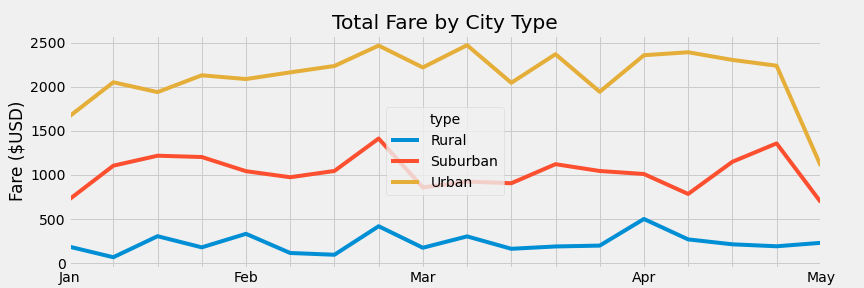 Total Fare by City Type
Fare ($USD)
2500
2000
1500
1000
500
0
type
Rural
Suburban
Urban
Jan Feb Mar Apr May